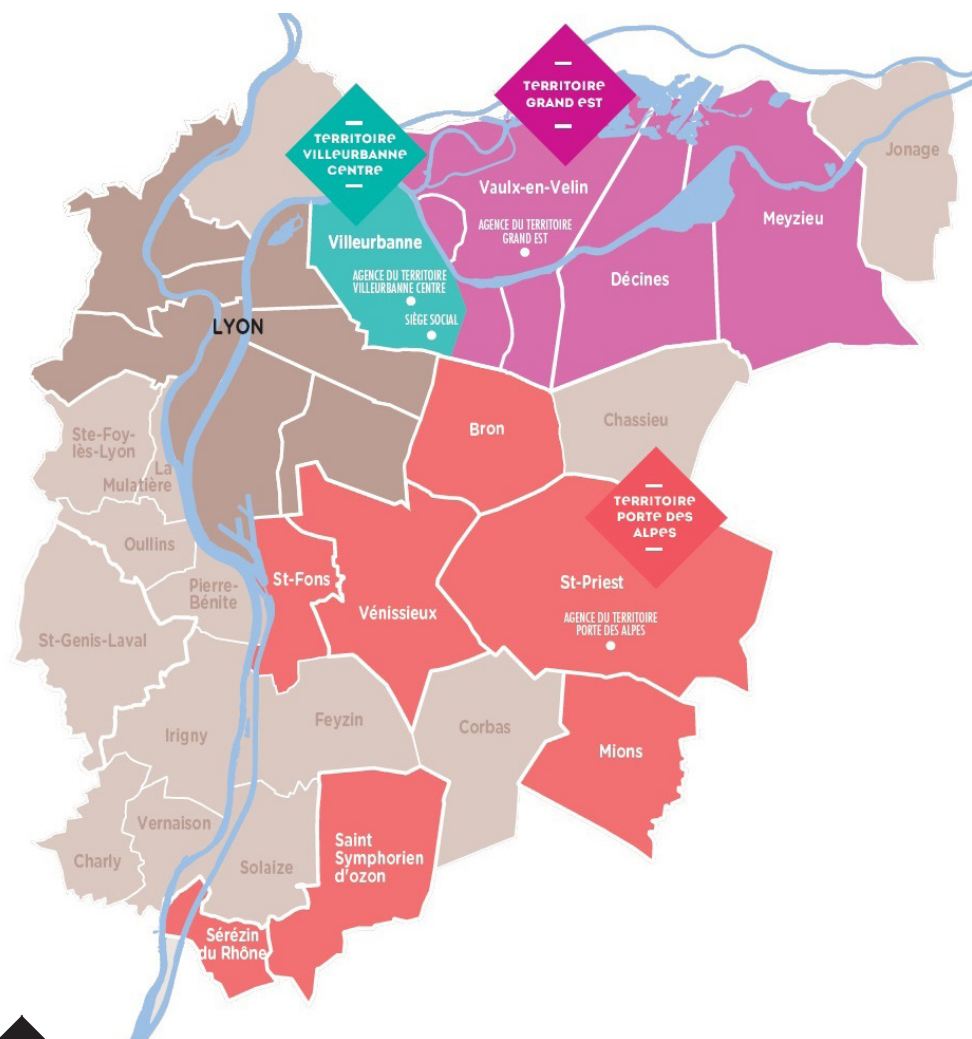 TERRITOIRE
GRAND EST
TERRITOIRE
VILLEURBANNE
CENTRE
Jonage
Vaulx-en-Velin
AGENCE DU TERRITOIRE
GRAND EST
Meyzieu
Villeurbanne
AGENCE DU TERRITOIRE
VILLEURBANNE CENTRE
SIÈGE SOCIAL
Décines
LYON
Ste-Foy-
lès-Lyon
La
Mulatière
Bron
Chassieu
TERRITOIRE
PORTE DES
ALPES
Oullins
Pierre-
Bénite
St-Fons
Vénissieux
St-Priest
AGENCE DU TERRITOIRE
PORTE DES ALPES
St-Genis-Laval
Irigny
Feyzin
Corbas
Mions
Vernaison
Charly
Solaize
Saint
Symphorien
d'ozon
Sérézin
du Rhône